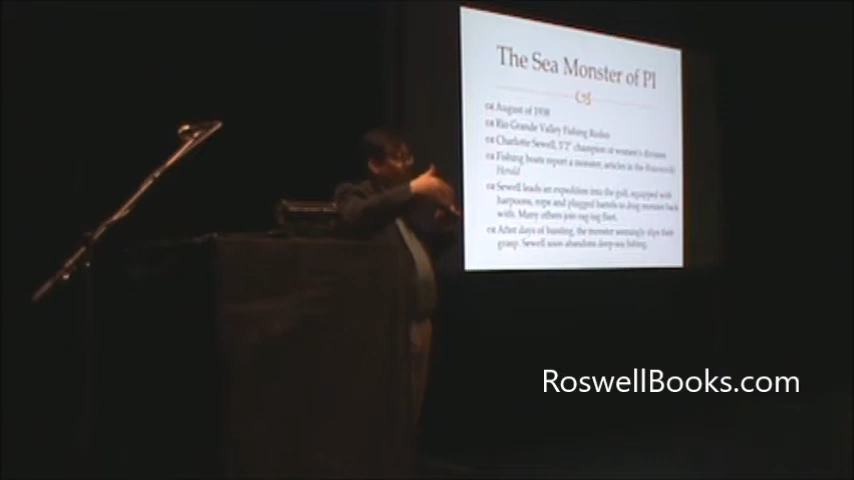 The Sea Monster of PI
August of 1938
Rio Grande Valley Fishing Rodeo
Charlotte Sewell, 5'2" champion of women's division
Fishing boats report a monster, articles in the Brownsville
Herald
Sewell leads an expedition into the gulf, equipped with
harpoons, rope and plugged barrels to drag monster back
with. Many others join rag-tag fleet.
After days of hunting, the monster seemingly slips their
grasp. Sewell soon abandons deep-sea fishing.
RoswellBooks.com